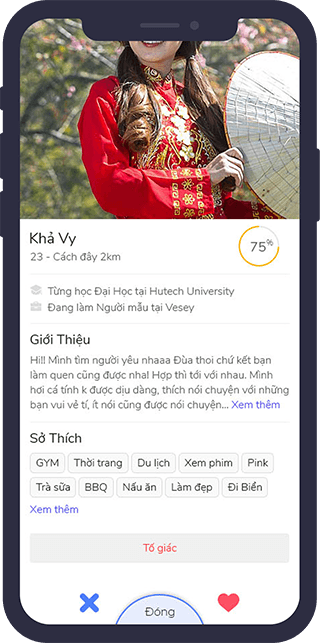 Khả Vy
75%
23 - Cách đây 2km
Từng học Đại Học tại Hutech University
Đang làm Người mẫu tại Vesey
Giới Thiệu
Hi!! Mình tìm người yêu nhaaa Đùa thoi chứ kết bạn
làm quen cũng được nha! Hợp thì tới với nhau. Mình
hơi cá tính k được dịu dàng, thích nói chuyện với những
bạn vui vẻ tí, ít nói cũng được nói chuyện... Xem thêm
Sở Thích
GYM Thời trang Du lịch Xem phim Pink
Trà sữa BBQ Nấu ăn Làm đẹp Đi Biển
Xem thêm
Tố giác
Đóng